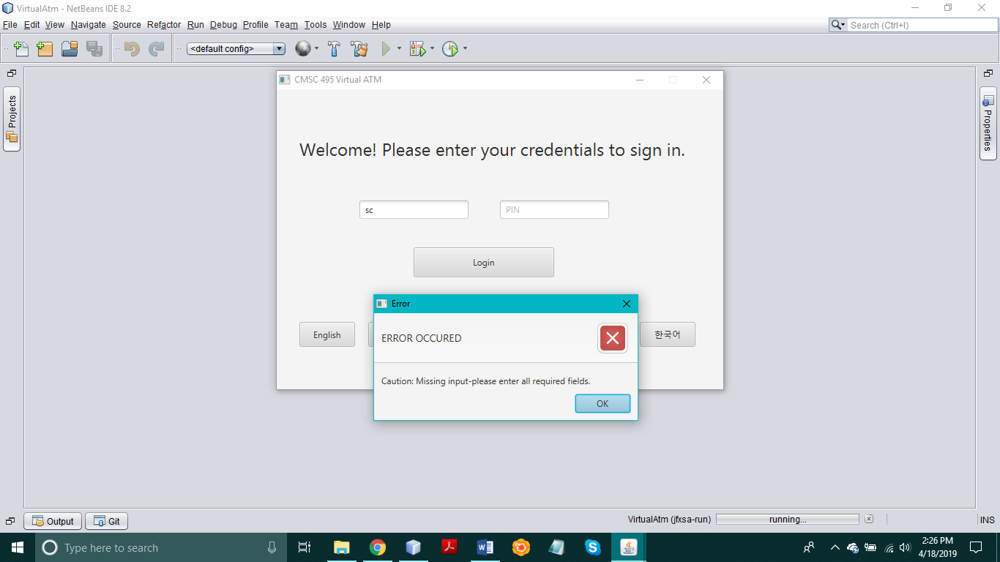 VirtualAtm - NetBeans IDE 8.2
File Edit View Navigate Source Refactor Run Debug Profile Team Tools Window Help
Search (Ctrl+I)
<default config>
Projects
Properties
CMSC 495 Virtual ATM
Welcome! Please enter your credentials to sign in.
sc
PIN
Login
English
한국어
Error
ERROR OCCURED
Caution: Missing input-please enter all required fields.
OK
Output
Git
VirtualAtm (jfxsa-run)
running...
INS
Type here to search
2:26 PM
4/18/2019